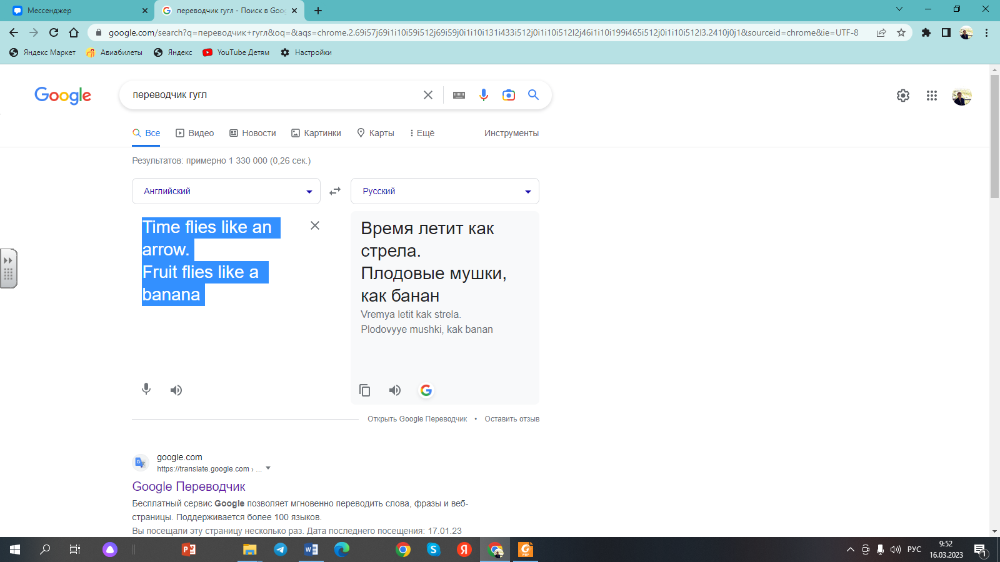 Мессенджер
переводчик гугл - Поиск в Goo
google.com/search?q=переводчик+гугл&oq=&aqs=chrome.2.69i57j69i1i10i59i512j69i59j0i1i10i131i433i512j0i1i10i512l2j46i1i10i199i465i512j0i1i10i512l3.2410j0j1&sourceid=chrome&ie=UTF-8
Яндекс Маркет
Авиабилеты
Яндекс
YouTube Детям
Настройки
Google
переводчик гугл
Все
Видео
Новости
Картинки
Карты
Ещё
Инструменты
Результатов: примерно 1 330 000 (0,26 сек.)
Английский
Русский
Time flies like an
arrow.
Fruit flies like a
banana
Время летит как
стрела.
Плодовые мушки,
как банан
Vremya letit kak strela.
Plodovyye mushki, kak banan
Открыть Google Переводчик • Оставить отзыв
google.com
https://translate.google.com › ...
Google Переводчик
Бесплатный сервис Google позволяет мгновенно переводить слова, фразы и веб-
страницы. Поддерживается более 100 языков.
Вы посещали эту страницу несколько раз. Дата последнего посещения: 17.01.23
РУС
9:52
16.03.2023
1